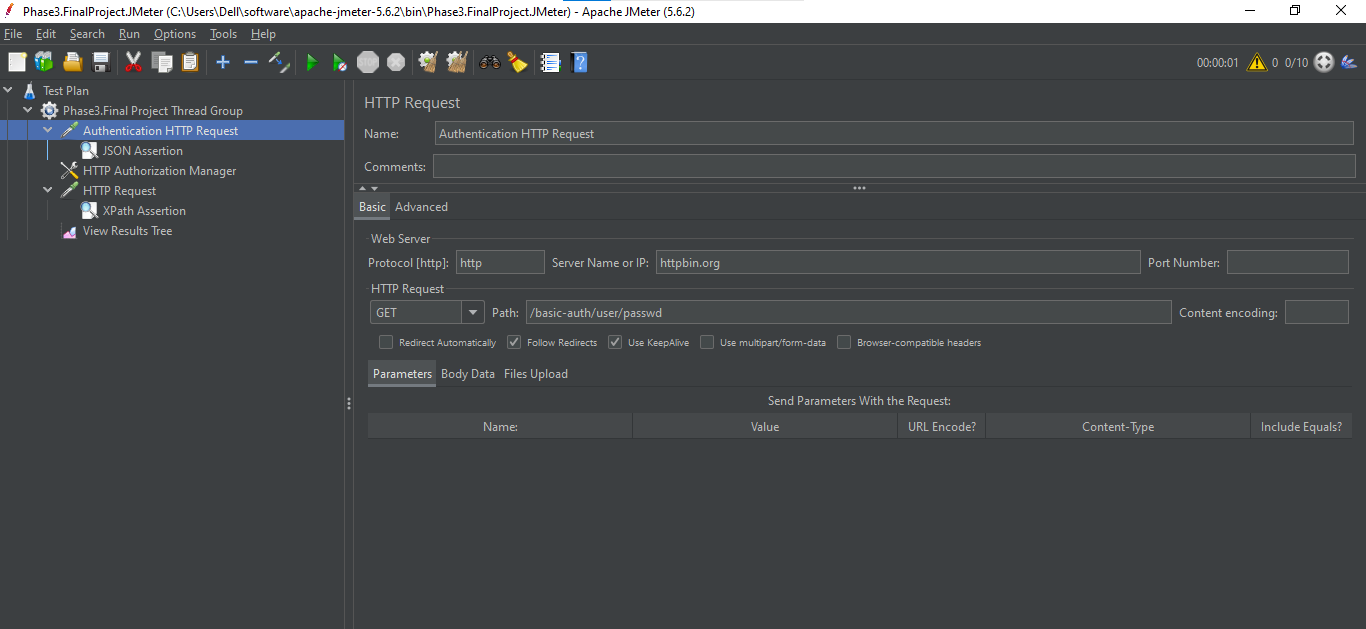 Phase3.FinalProject.JMeter (C:\Users\Dell\software\apache-jmeter-5.6.2\bin\Phase3.FinalProject.JMeter) - Apache JMeter (5.6.2)
File Edit Search Run Options Tools Help
STOP 00:00:01 0 0/10
Test Plan
Phase3.Final Project Thread Group
Authentication HTTP Request
JSON Assertion
HTTP Authorization Manager
HTTP Request
XPath Assertion
View Results Tree
HTTP Request
Name: Authentication HTTP Request
Comments:
Basic Advanced
Web Server
Protocol [http]: http Server Name or IP: httpbin.org Port Number:
HTTP Request
GET Path: /basic-auth/user/passwd Content encoding:
Redirect Automatically Follow Redirects Use KeepAlive Use multipart/form-data Browser-compatible headers
Parameters Body Data Files Upload
Send Parameters With the Request:
Name: Value URL Encode? Content-Type Include Equals?